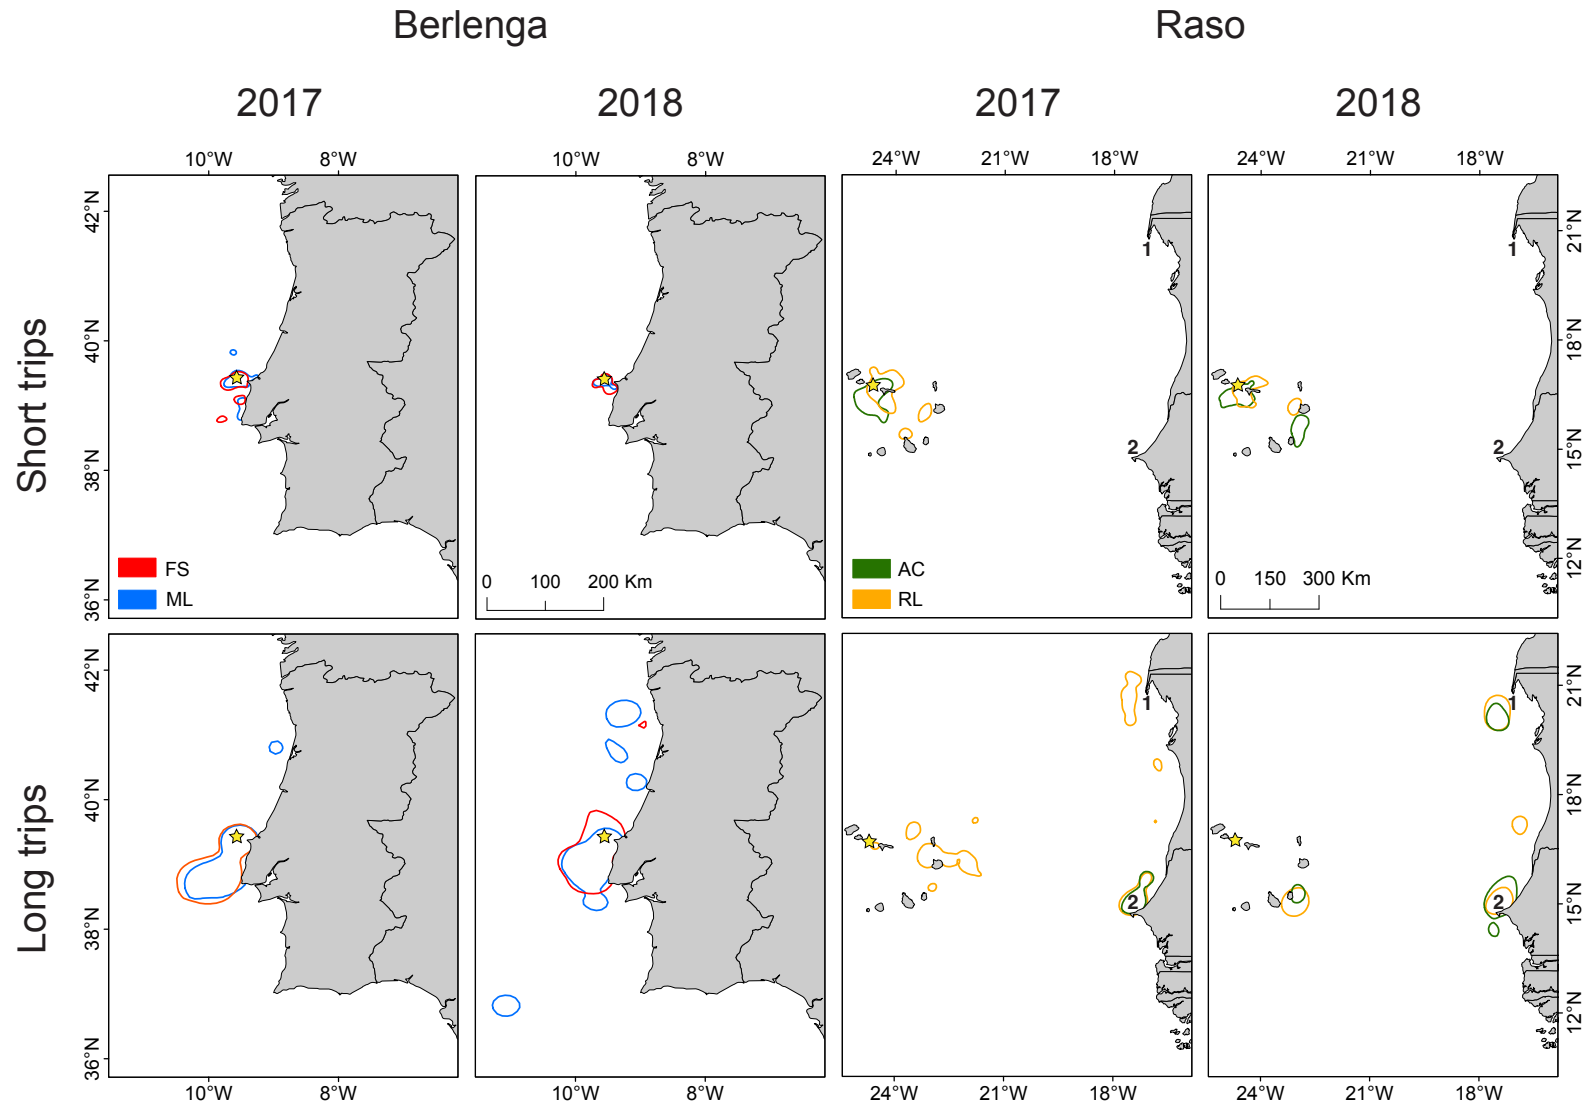 Berlenga Raso
2017 2018 2017 2018
10°W 8°W 10°W 8°W 24°W 21°W 18°W 24°W 21°W 18°W
Short trips
42°N
40°N
38°N
36°N
1 1
2 2
21°N
18°N
15°N
12°N
FS
ML
0 100 200 Km
AC
RL
0 150 300 Km
Long trips
42°N
40°N
38°N
36°N
1 1
2 2
21°N
18°N
15°N
12°N
10°W 8°W 10°W 8°W 24°W 21°W 18°W 24°W 21°W 18°W